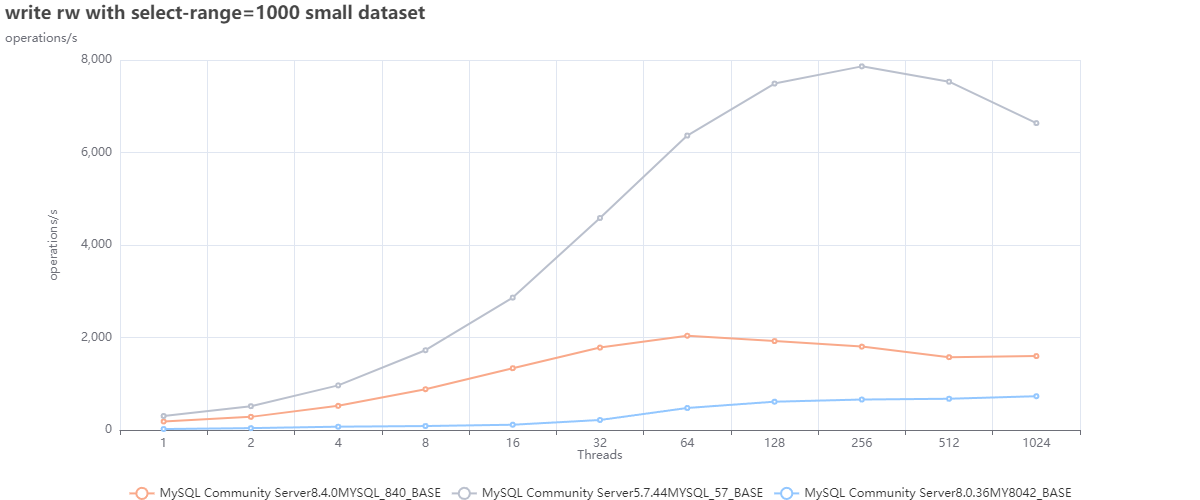 write rw with select-range=1000 small dataset
operations/s
8,000
6,000
4,000
2,000
0
operations/s
1 2 4 8 16 32 64 128 256 512 1024
Threads
MySQL Community Server8.4.0MYSQL_840_BASE MySQL Community Server5.7.44MYSQL_57_BASE MySQL Community Server8.0.36MY8042_BASE